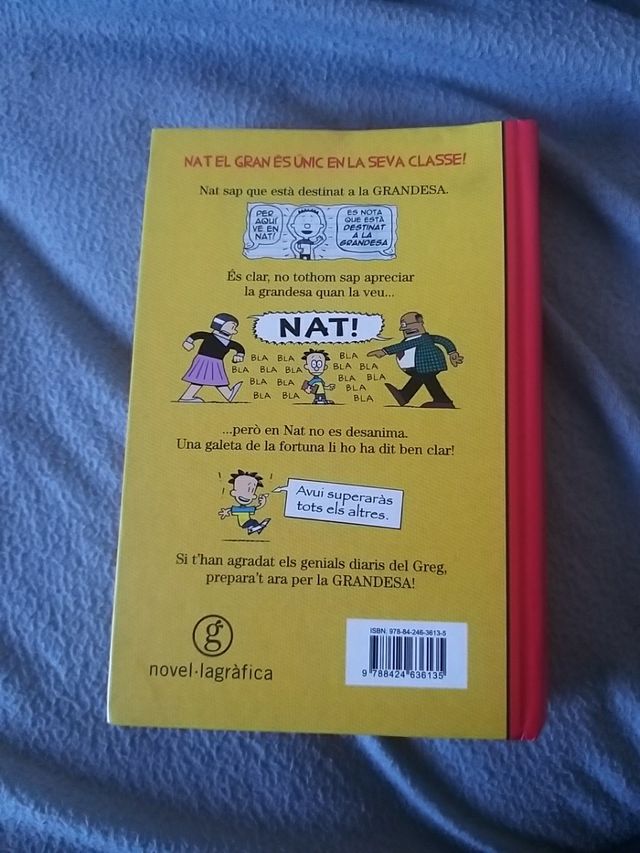 NAT EL GRAN ÉS ÚNIC EN LA SEVA CLASSE!
Nat sap que està destinat a la GRANDESA.
PER
AQUÍ
VE EN
NAT!
ES NOTA
QUE ESTÀ
DESTINAT
A LA
GRANDESA
És clar, no tothom sap apreciar
la grandesa quan la veu...
NAT!
BLA BLA BLA
BLA BLA BLA BLA BLA
BLA BLA BLA BLA
BLA BLA BLA
...però en Nat no es desanima.
Una galeta de la fortuna li ho ha dit ben clar!
Avui superaràs
tots els altres.
Si t'han agradat els genials diaris del Greg,
prepara't ara per la GRANDESA!
g
novel·lagràfica
ISBN: 978-84-246-3613-5
9 788424 636135